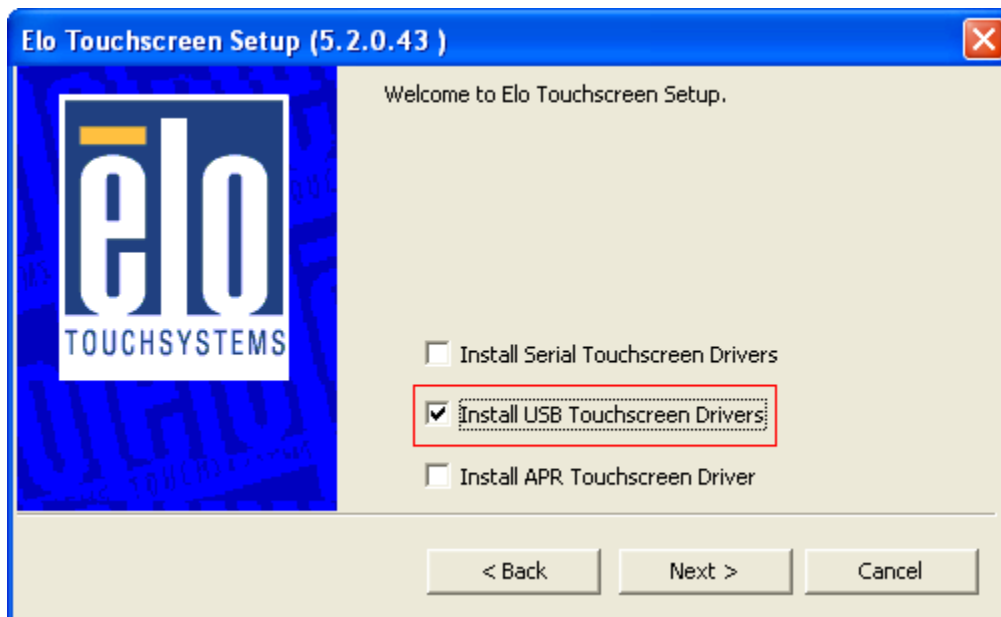 Elo Touchscreen Setup (5.2.0.43 )
Welcome to Elo Touchscreen Setup.
ēlo
TOUCHSYSTEMS
Install Serial Touchscreen Drivers
Install USB Touchscreen Drivers
Install APR Touchscreen Driver
< Back
Next >
Cancel